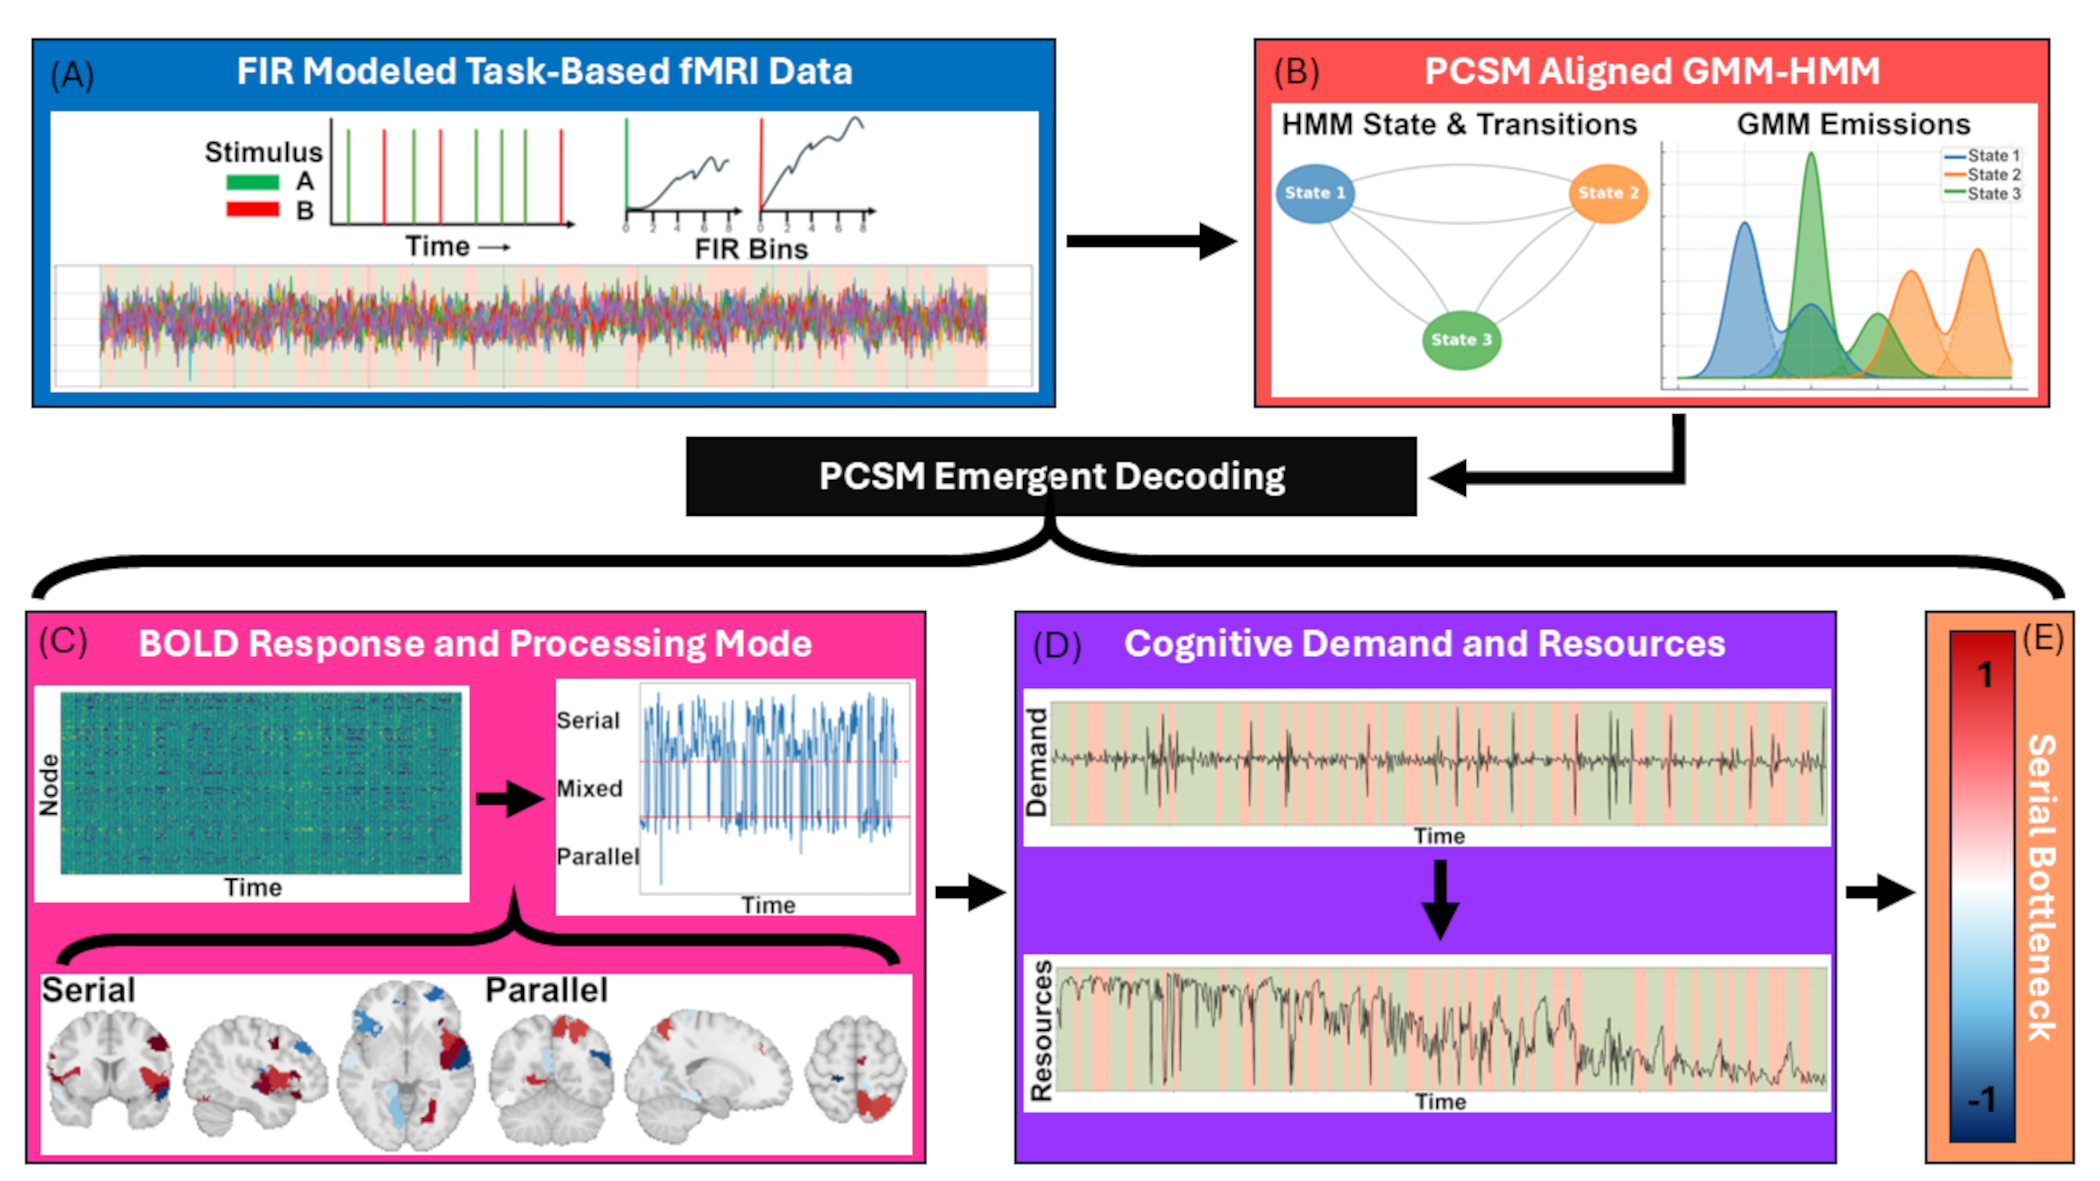 (A) FIR Modeled Task-Based fMRI Data
Stimulus
A
B
Time
0 2 4 6 8
0 2 4 6 8
FIR Bins
(B) PCSM Aligned GMM-HMM
HMM State & Transitions
GMM Emissions
State 1
State 2
State 3
State 1
State 2
State 3
PCSM Emergent Decoding
(C) BOLD Response and Processing Mode
Node
Time
Serial
Mixed
Parallel
Time
Serial
Parallel
(D) Cognitive Demand and Resources
Demand
Time
Resources
Time
(E)
1
Serial Bottleneck
-1